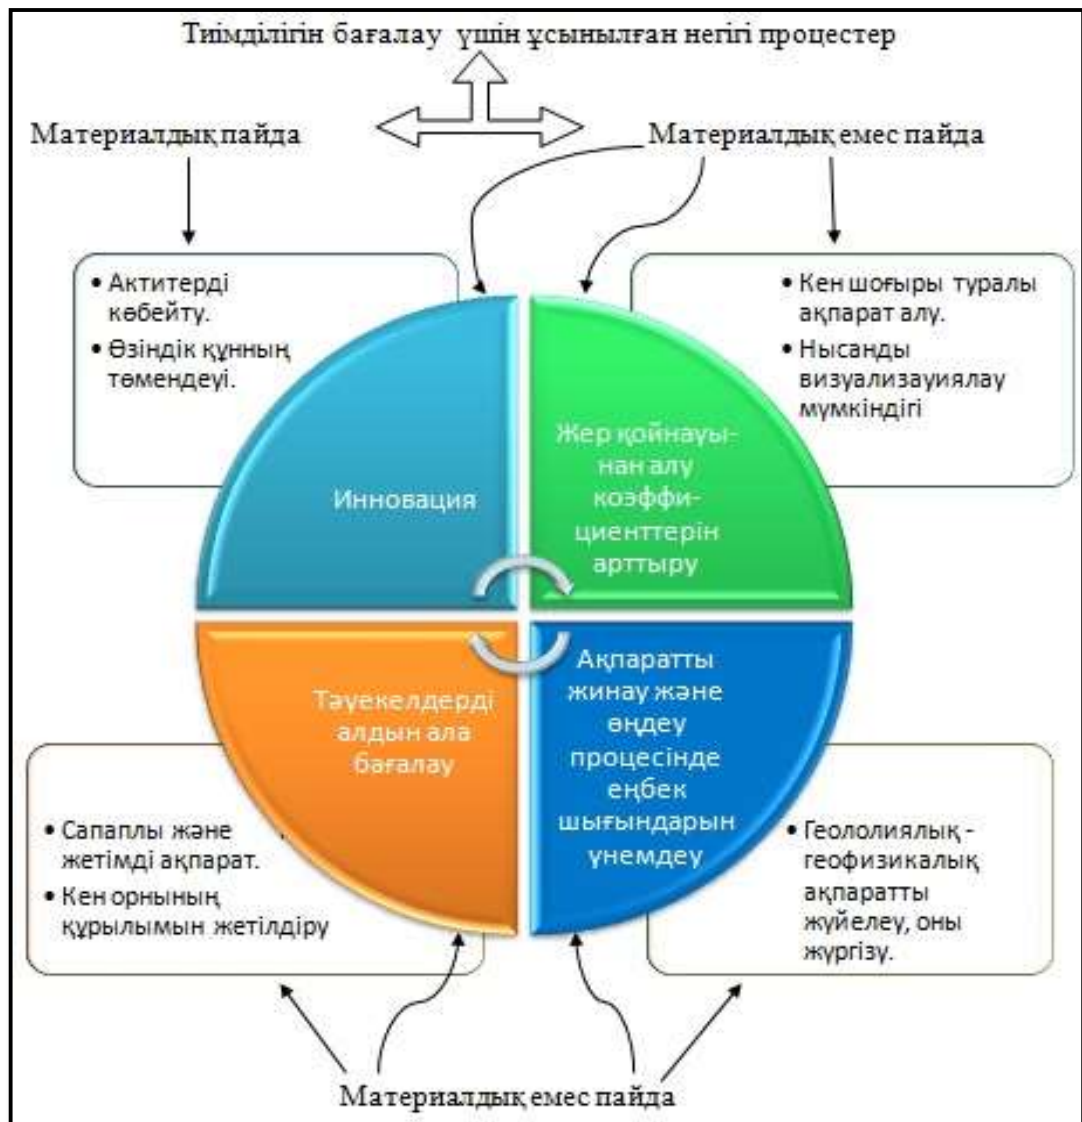 Тиімділігін бағалау үшін ұсынылған негігі процестер
Материалдық пайда
Материалдық емес пайда
• Актитерді
көбейту.
• Өзіндік құнның
төмендеуі.
• Кен шоғыры туралы
ақпарат алу.
• Нысанды
визуализауиялау
мүмкіндігі
Инновация
Жер қойнауы-
нан алу
коэффи-
циенттерін
арттыру
Тәуекелдерді
алдын ала
бағалау
Ақпаратты
жинау және
өңдеу
процесінде
еңбек
шығындарын
үнемдеу
• Сапаплы және
жетімді ақпарат.
• Кен орнының
құрылымын жетілдіру
• Геололиялық -
геофизикалық
ақпаратты
жүйелеу, оны
жүргізу.
Материалдық емес пайда